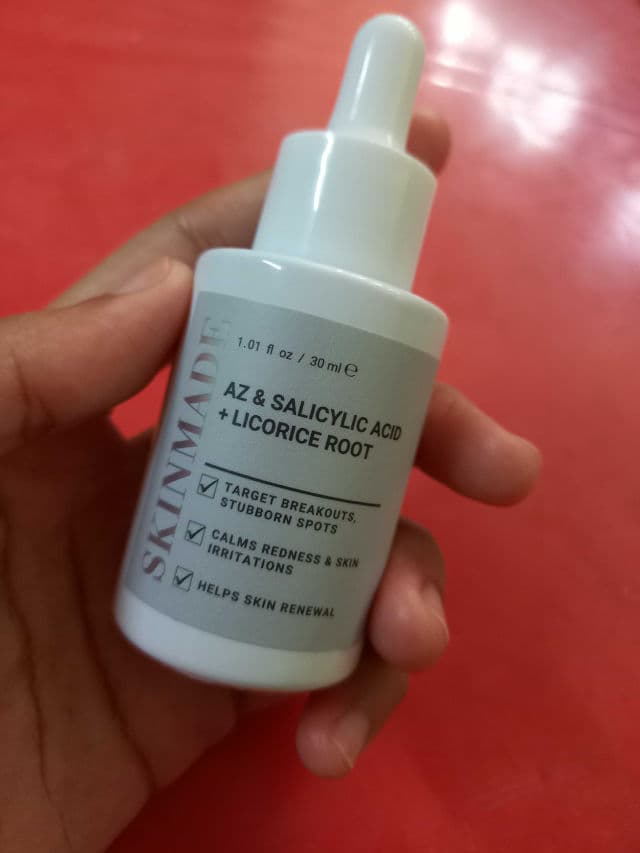 SKINMADE
1.01 fl oz / 30 ml ℮
AZ & SALICYLIC ACID
+ LICORICE ROOT
☑ TARGET BREAKOUTS,
STUBBORN SPOTS
☑ CALMS REDNESS & SKIN
IRRITATIONS
☑ HELPS SKIN RENEWAL